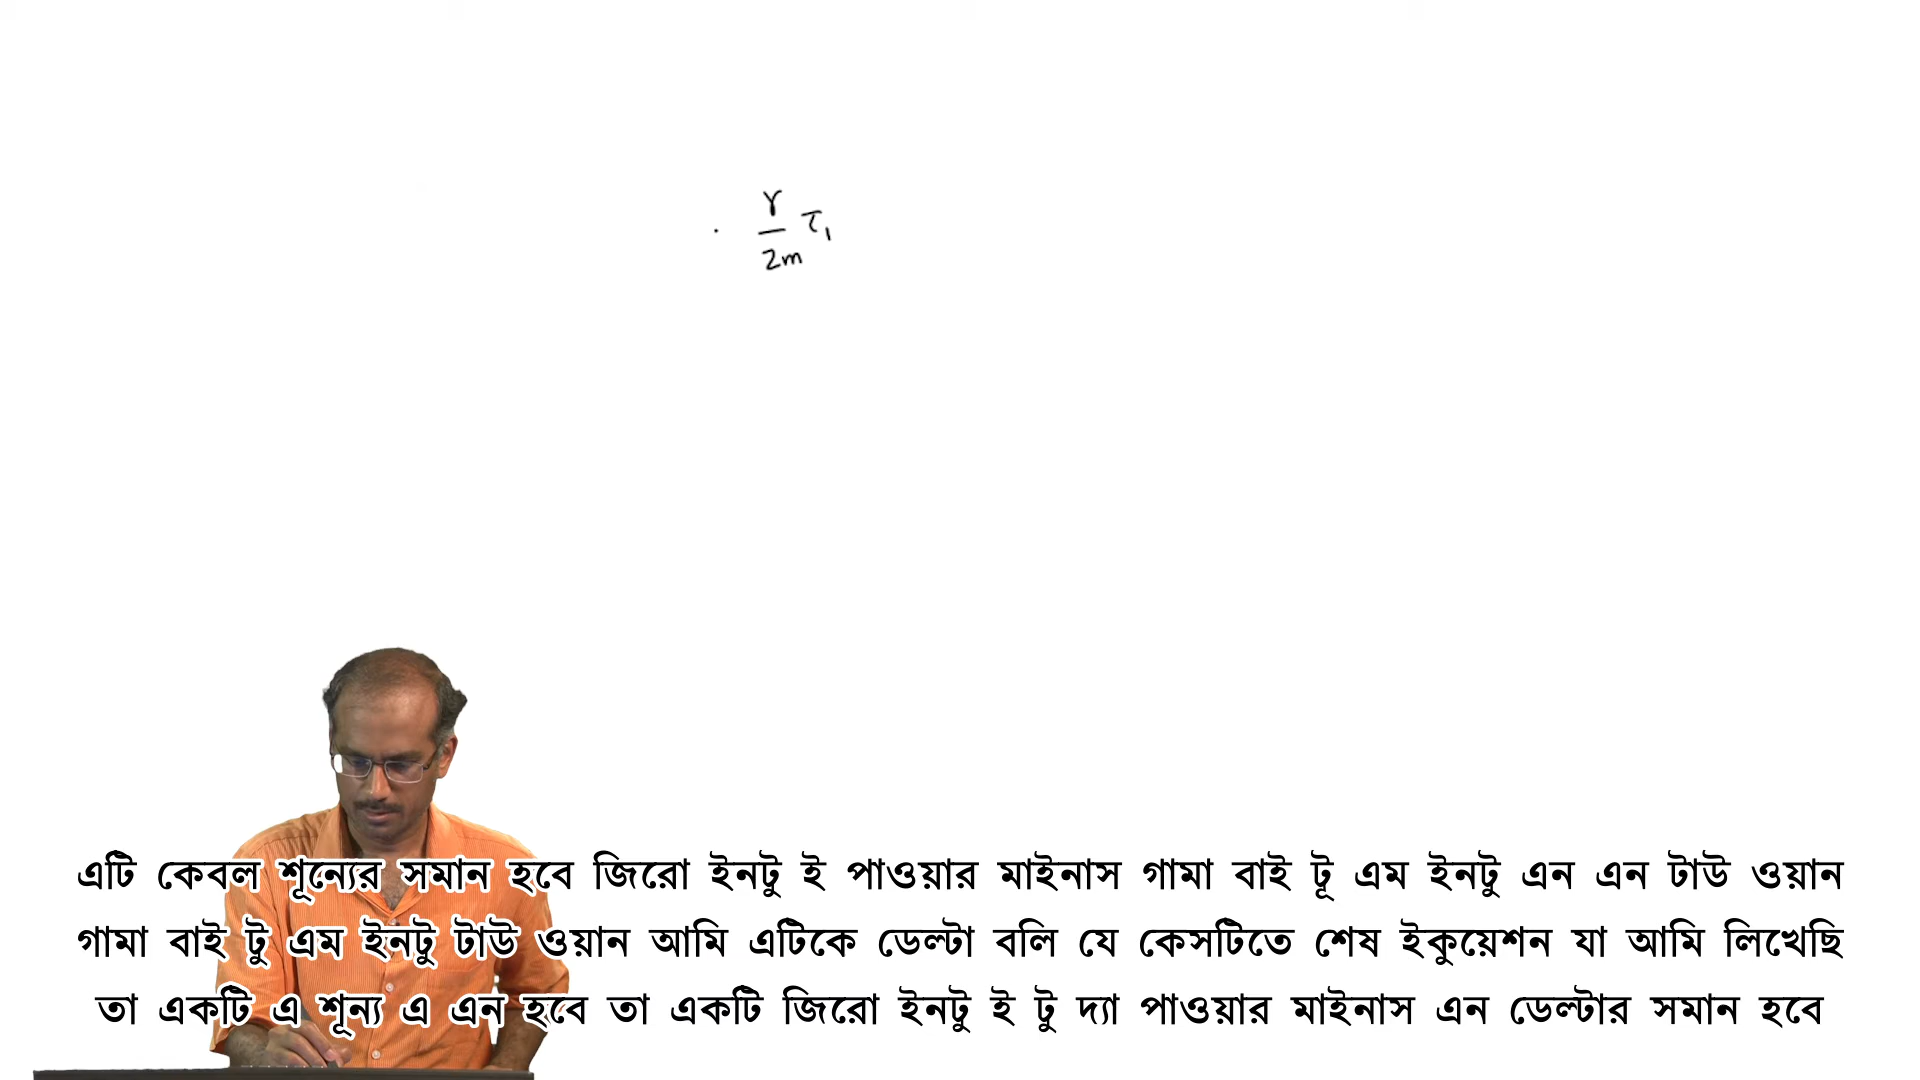 γ/2m τ₁
এটি কেবল শূন্যের সমান হবে জিরো ইনটু ই পাওয়ার মাইনাস গামা বাই টূ এম ইনটু এন এন টাউ ওয়ান
গামা বাই টু এম ইনটু টাউ ওয়ান আমি এটিকে ডেল্টা বলি যে কেসটিতে শেষ ইকুয়েশন যা আমি লিখেছি
তা একটি এ শূন্য এ এন হবে তা একটি জিরো ইনটু ই টু দ্যা পাওয়ার মাইনাস এন ডেল্টার সমান হবে